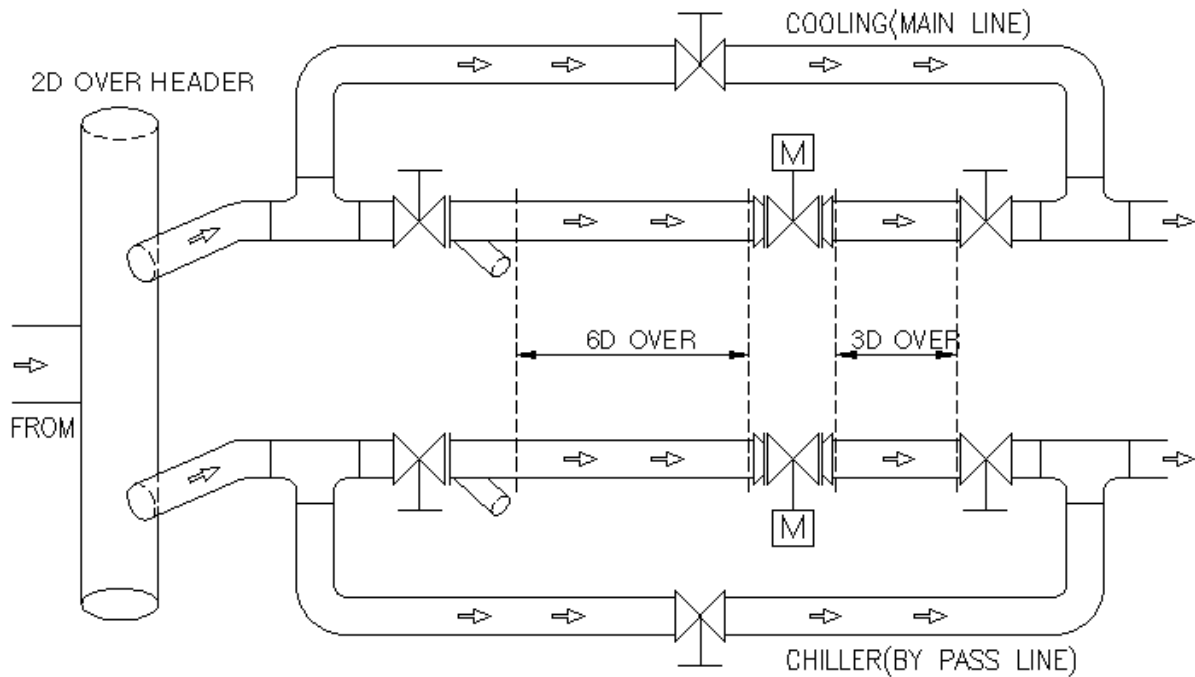 COOLING(MAIN LINE)
2D OVER HEADER
M
6D OVER
3D OVER
FROM
M
CHILLER(BY PASS LINE)